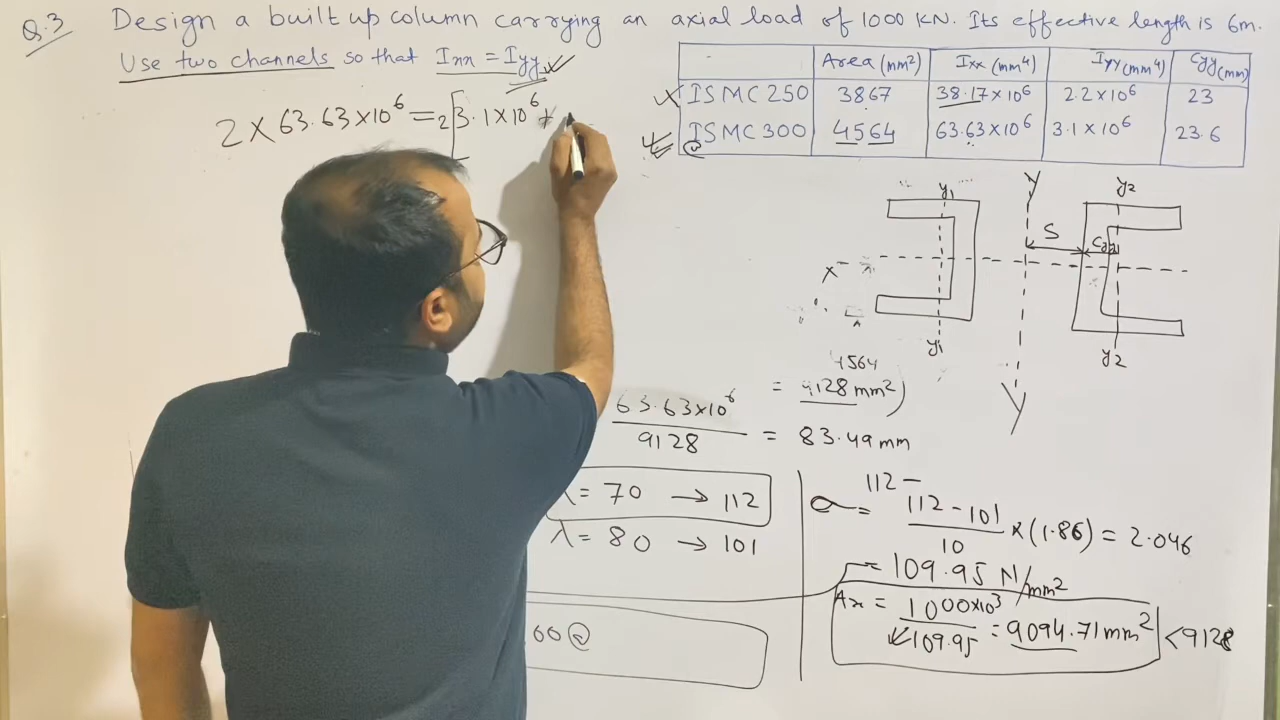 Q.3 Design a built up column carrying an axial load of 1000 KN. Its effective length is 6m.
Use two channels so that Ixx = Iyy
Area (mm²) Ixx (mm⁴) Iyy (mm⁴) Cyy (mm)
ISMC 250 3867 38.17×10⁶ 2.2×10⁶ 23
ISMC 300 4564 63.63×10⁶ 3.1×10⁶ 23.6
2 × 63.63×10⁶ = 2[3.1×10⁶ +
y1 Y y2
S Cyy
X
y1 Y y2
4564
= 4128 mm²)
63.63×10⁶ / 9128 = 83.49 mm
λ = 70 → 112
λ = 80 → 101
112 –
σ = 112 - 101 / 10 × (1.86) = 2.046
= 109.95 N/mm²
= 1000×10³ / 109.95 = 9094.71 mm² < 9128
00 @